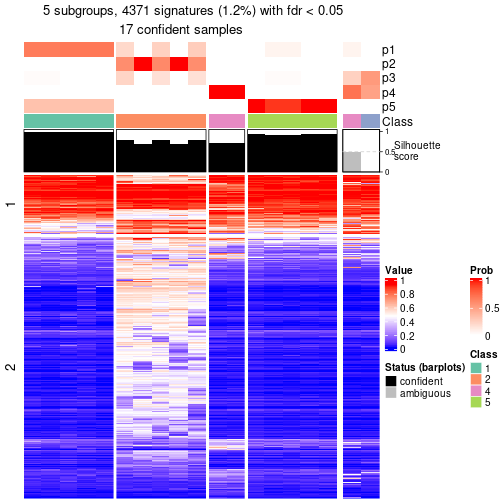 5 subgroups, 4371 signatures (1.2%) with fdr < 0.05
17 confident samples
p1
p2
p3
p4
p5
Class
1
0.5
0
Silhouette
score
1
2
Value
1
0.8
0.6
0.4
0.2
0
Prob
1
0.5
0
Status (barplots)
confident
ambiguous
Class
1
2
4
5